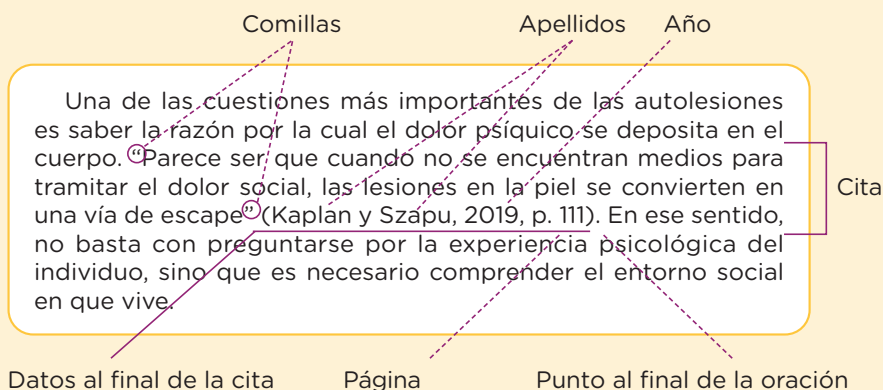 Comillas Apellidos Año
Una de las cuestiones más importantes de las autolesiones
es saber la razón por la cual el dolor psíquico se deposita en el
cuerpo. “Parece ser que cuando no se encuentran medios para
tramitar el dolor social, las lesiones en la piel se convierten en
una vía de escape” (Kaplan y Szapu, 2019, p. 111). En ese sentido,
no basta con preguntarse por la experiencia psicológica del
individuo, sino que es necesario comprender el entorno social
en que vive.
Cita
Datos al final de la cita Página Punto al final de la oración